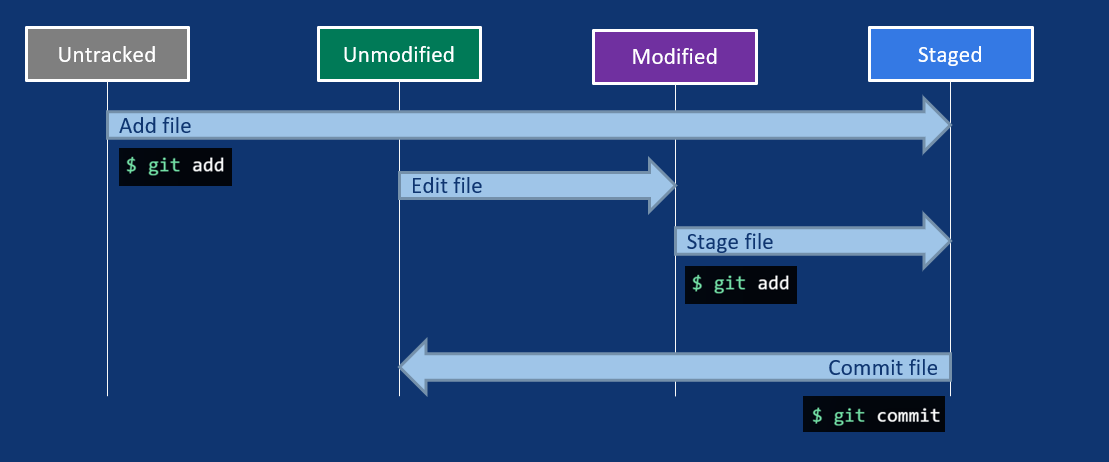 Untracked
Unmodified
Modified
Staged
Add file
$ git add
Edit file
Stage file
$ git add
Commit file
$ git commit